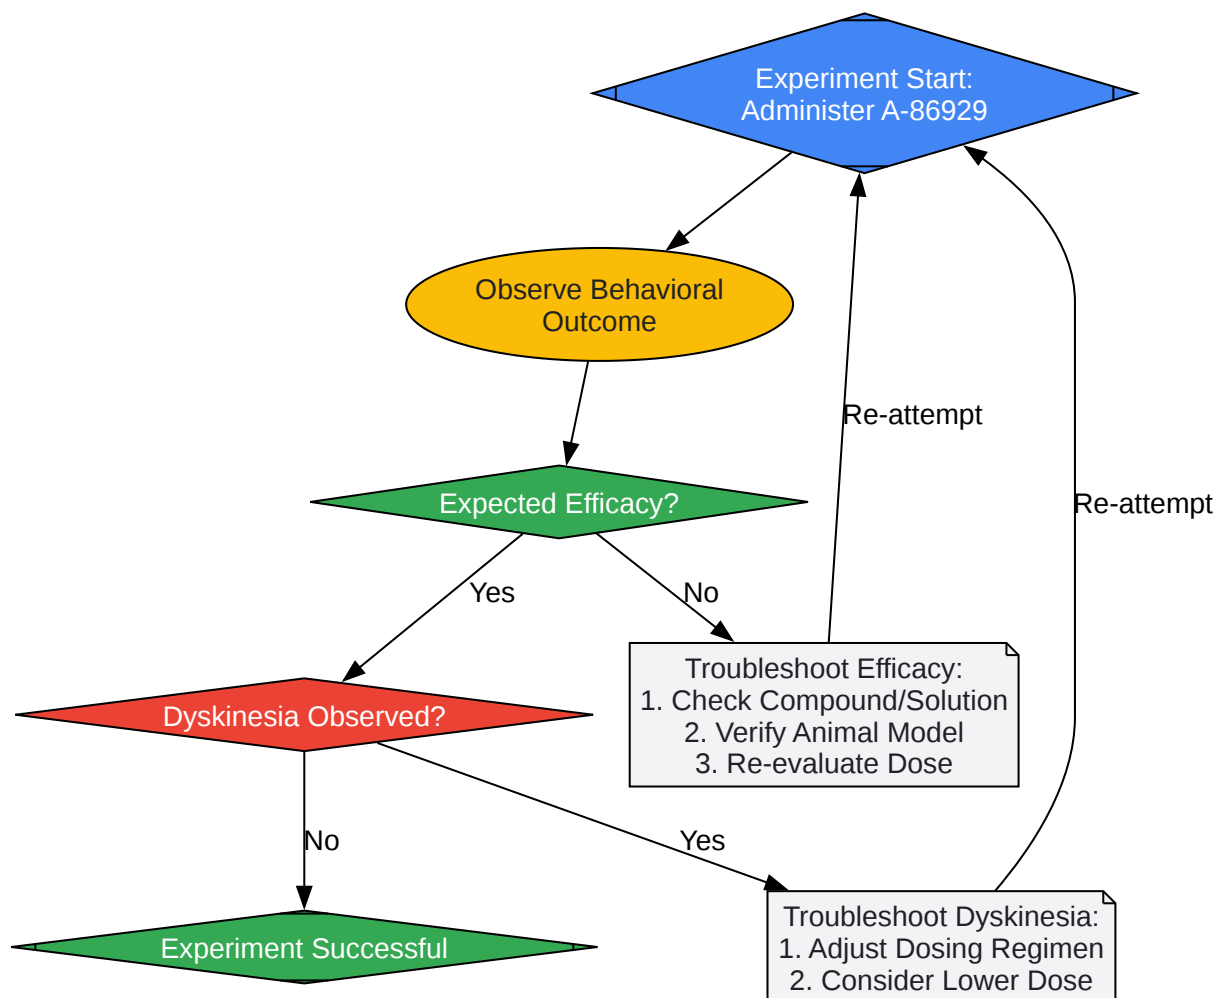 Experiment Start:
Administer A-86929
Observe Behavioral
Outcome
Re-attempt
Re-attempt
Expected Efficacy?
Yes
No
Troubleshoot Efficacy:
1. Check Compound/Solution
2. Verify Animal Model
3. Re-evaluate Dose
Dyskinesia Observed?
No
Yes
Experiment Successful
Troubleshoot Dyskinesia:
1. Adjust Dosing Regimen
2. Consider Lower Dose